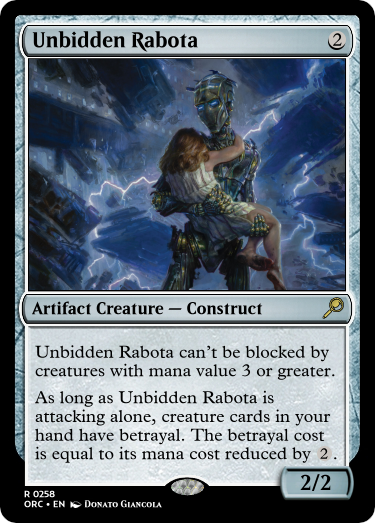 Unbidden Rabota 2
Artifact Creature — Construct
Unbidden Rabota can't be blocked by
creatures with mana value 3 or greater.
As long as Unbidden Rabota is
attacking alone, creature cards in your
hand have betrayal. The betrayal cost
is equal to its mana cost reduced by 2 .
2/2
R 0258
ORC • EN Donato Giancola